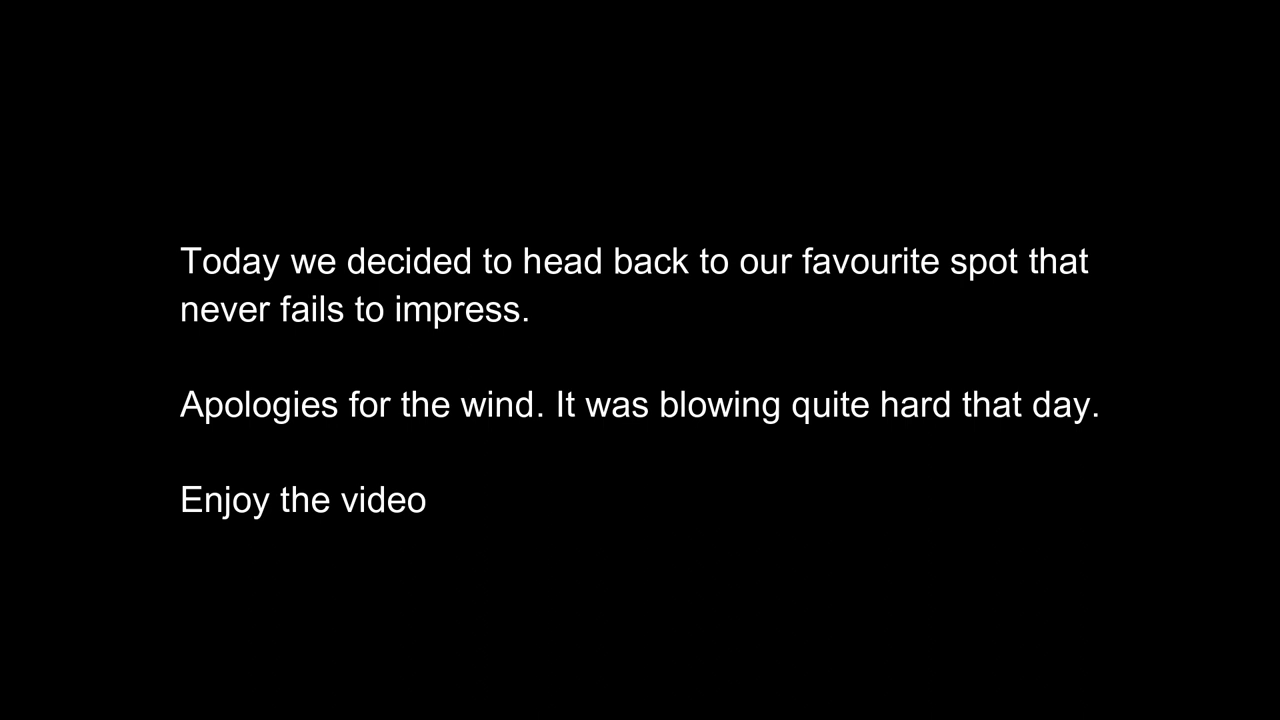 Today we decided to head back to our favourite spot that
never fails to impress.
Apologies for the wind. It was blowing quite hard that day.
Enjoy the video